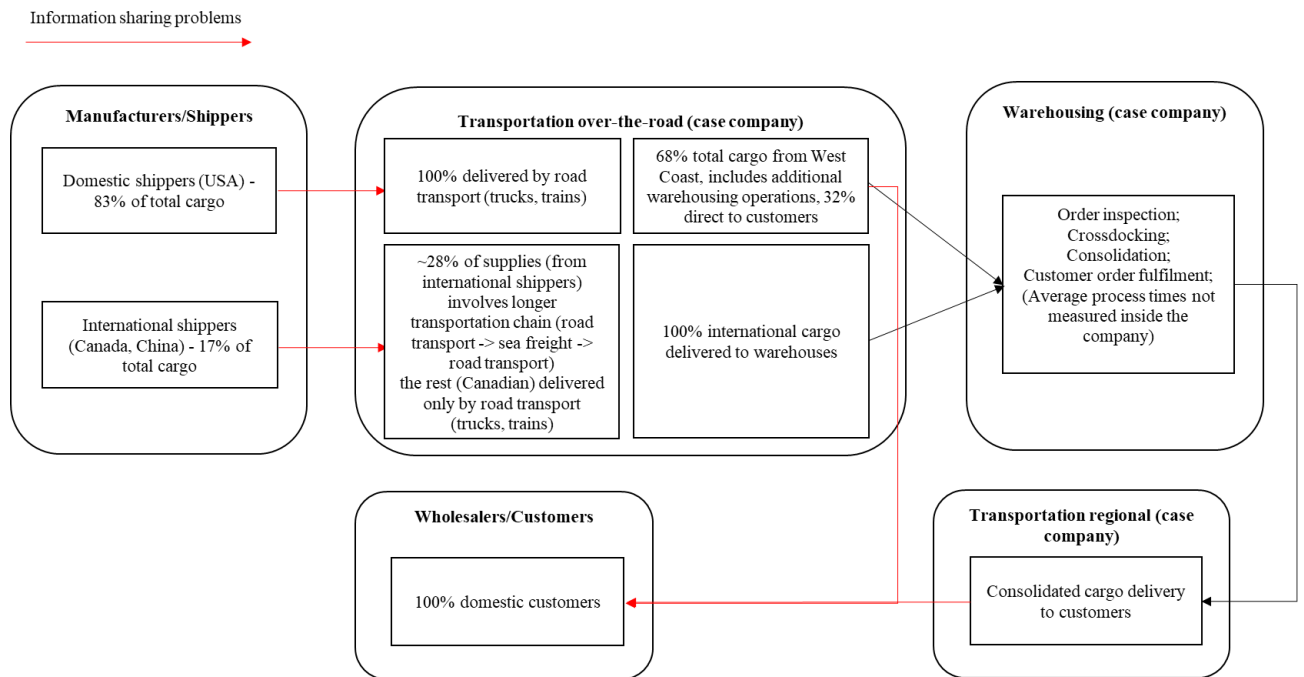 Information sharing problems
Manufacturers/Shippers
Domestic shippers (USA) -
83% of total cargo
International shippers
(Canada, China) - 17% of
total cargo
Transportation over-the-road (case company)
100% delivered by road
transport (trucks, trains)
68% total cargo from West
Coast, includes additional
warehousing operations, 32%
direct to customers
~28% of supplies (from
international shippers)
involves longer
transportation chain (road
transport -> sea freight ->
road transport)
the rest (Canadian) delivered
only by road transport
(trucks, trains)
100% international cargo
delivered to warehouses
Warehousing (case company)
Order inspection;
Crossdocking;
Consolidation;
Customer order fulfilment;
(Average process times not
measured inside the
company)
Wholesalers/Customers
100% domestic customers
Transportation regional (case
company)
Consolidated cargo delivery
to customers